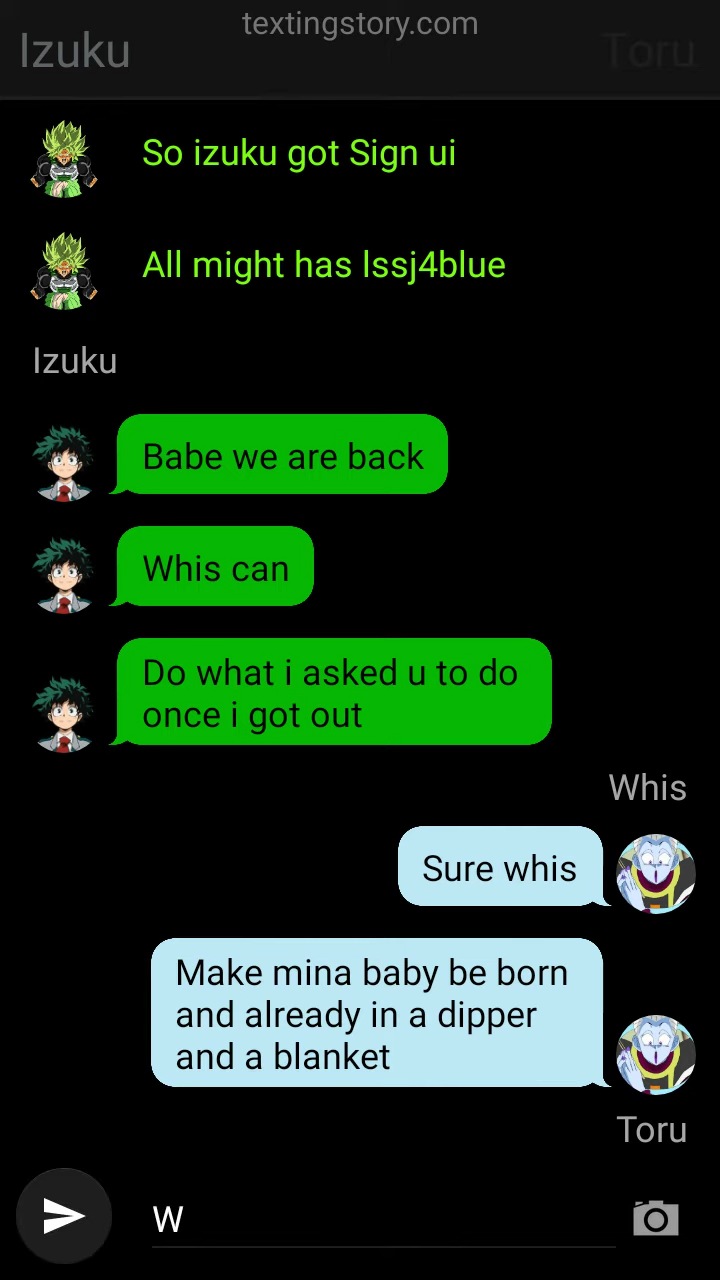 textingstory.com
Izuku
Toru
So izuku got Sign ui
All might has lssj4blue
Izuku
Babe we are back
Whis can
Do what i asked u to do
once i got out
Whis
Sure whis
Make mina baby be born
and already in a dipper
and a blanket
Toru
W